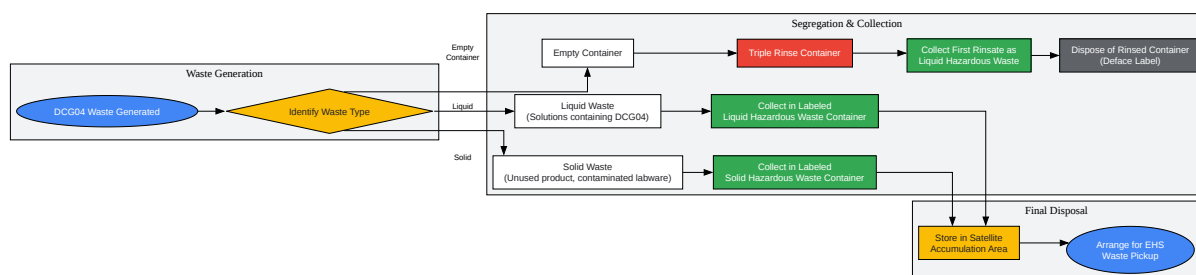 Segregation & Collection
Empty
Container
Empty Container
Triple Rinse Container
Collect First Rinsate as
Liquid Hazardous Waste
Dispose of Rinsed Container
(Deface Label)
Waste Generation
DCG04 Waste Generated
Identify Waste Type
Liquid
Liquid Waste
(Solutions containing DCG04)
Collect in Labeled
Liquid Hazardous Waste Container
Solid
Solid Waste
(Unused product, contaminated labware)
Collect in Labeled
Solid Hazardous Waste Container
Final Disposal
Store in Satellite
Accumulation Area
Arrange for EHS
Waste Pickup